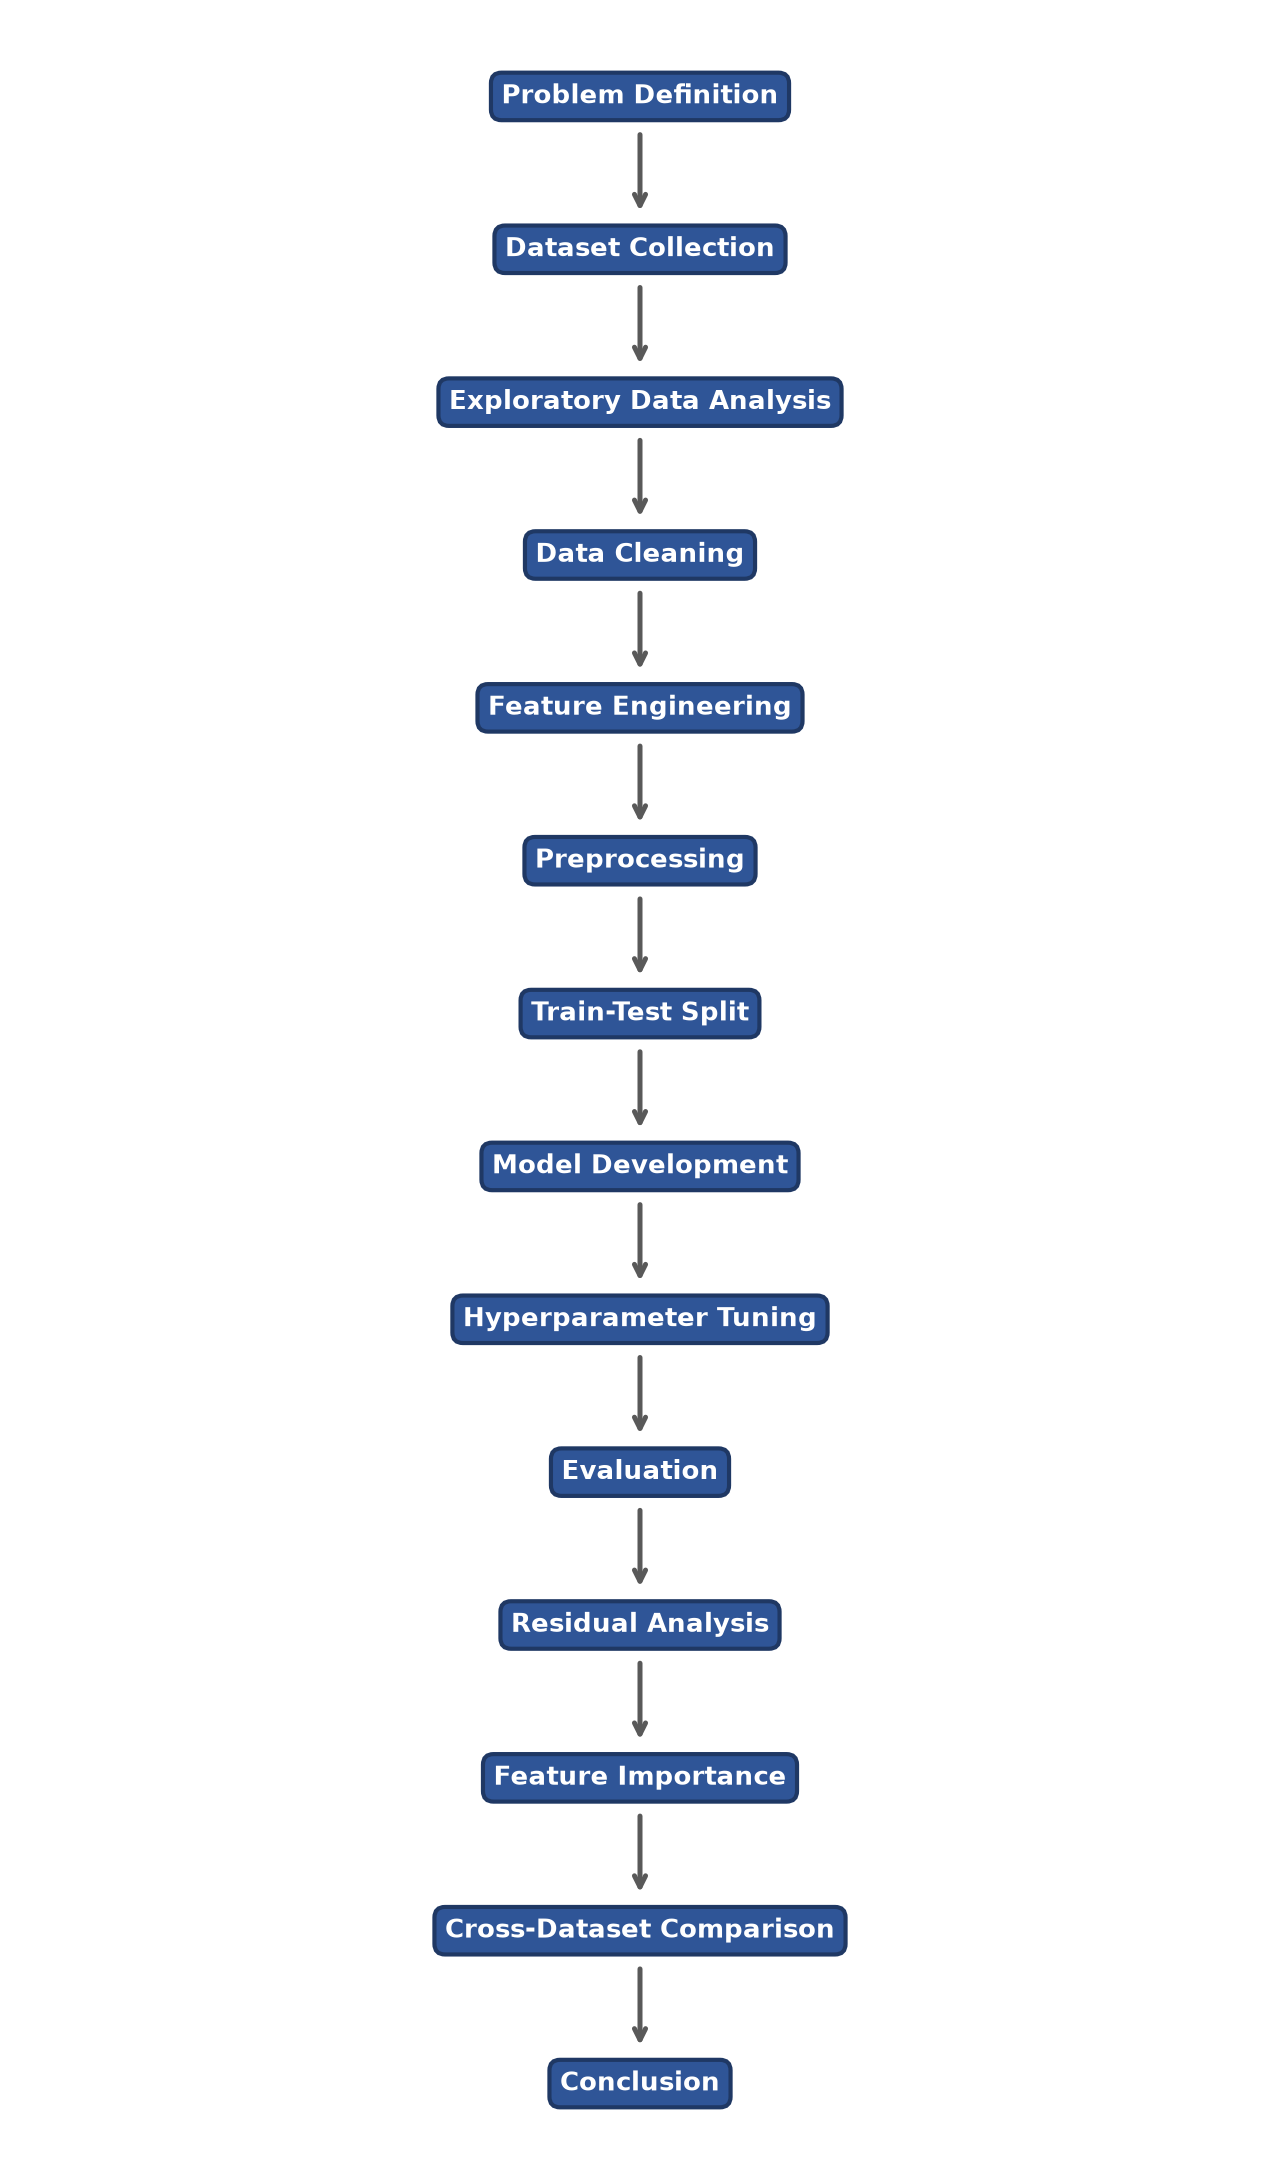 Problem Definition
Dataset Collection
Exploratory Data Analysis
Data Cleaning
Feature Engineering
Preprocessing
Train-Test Split
Model Development
Hyperparameter Tuning
Evaluation
Residual Analysis
Feature Importance
Cross-Dataset Comparison
Conclusion